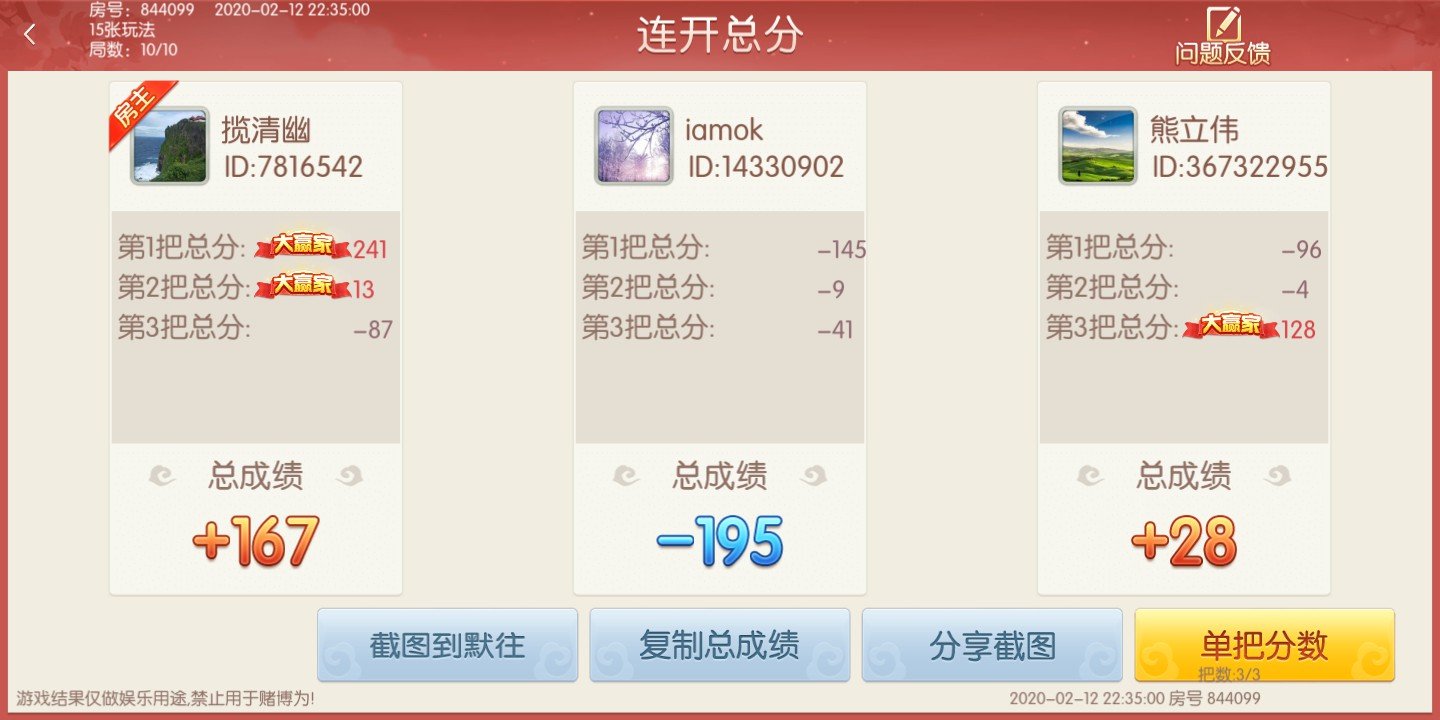 房号：844099 2020-02-12 22:35:00
15张玩法
局数：10/10
连开总分
问题反馈
房主
揽清幽
ID:7816542
第1把总分: 大赢家 241
第2把总分: 大赢家 13
第3把总分: -87
总成绩
+167
iamok
ID:14330902
第1把总分: -145
第2把总分: -9
第3把总分: -41
总成绩
-195
熊立伟
ID:367322955
第1把总分: -96
第2把总分: -4
第3把总分: 大赢家 128
总成绩
+28
截图到默往
复制总成绩
分享截图
单把分数
把数:3/3
游戏结果仅做娱乐用途,禁止用于赌博为!
2020-02-12 22:35:00 房号 844099